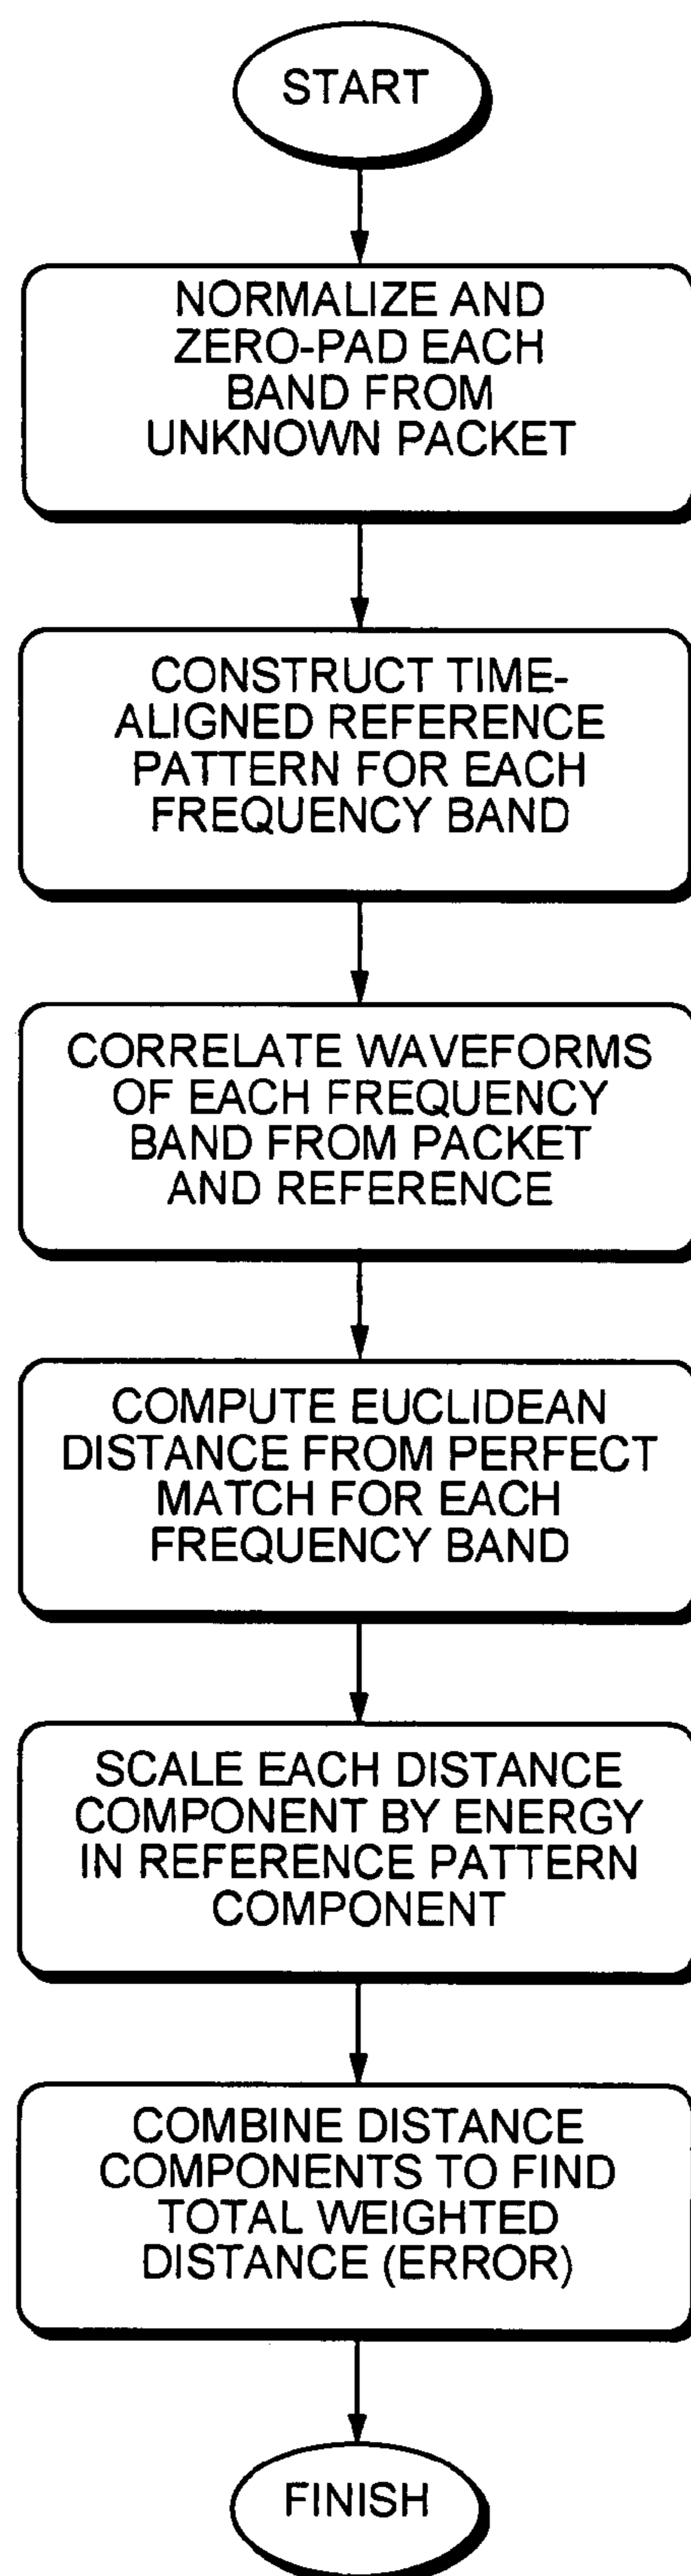 START
NORMALIZE AND
ZERO-PAD EACH
BAND FROM
UNKNOWN PACKET
CONSTRUCT TIME-
ALIGNED REFERENCE
PATTERN FOR EACH
FREQUENCY BAND
CORRELATE WAVEFORMS
OF EACH FREQUENCY
BAND FROM PACKET
AND REFERENCE
COMPUTE EUCLIDEAN
DISTANCE FROM PERFECT
MATCH FOR EACH
FREQUENCY BAND
SCALE EACH DISTANCE
COMPONENT BY ENERGY
IN REFERENCE PATTERN
COMPONENT
COMBINE DISTANCE
COMPONENTS TO FIND
TOTAL WEIGHTED
DISTANCE (ERROR)
FINISH